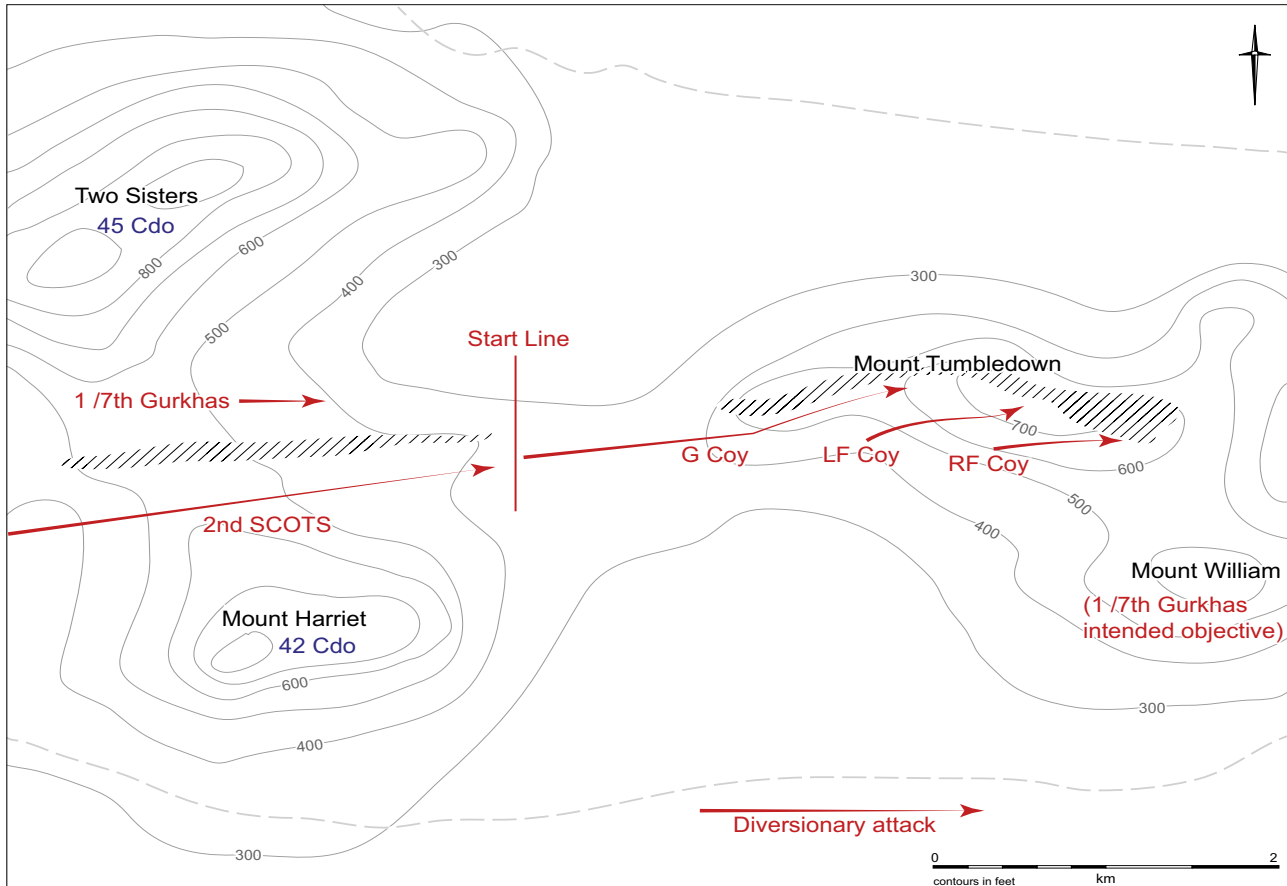 Two Sisters
45 Cdo
800
600
400
300
500
300
Start Line
Mount Tumbledown
1 /7th Gurkhas
700
G Coy
LF Coy
RF Coy
600
2nd SCOTS
500
400
Mount William
(1 /7th Gurkhas
intended objective)
Mount Harriet
42 Cdo
600
400
300
300
Diversionary attack
0
2
contours in feet
km